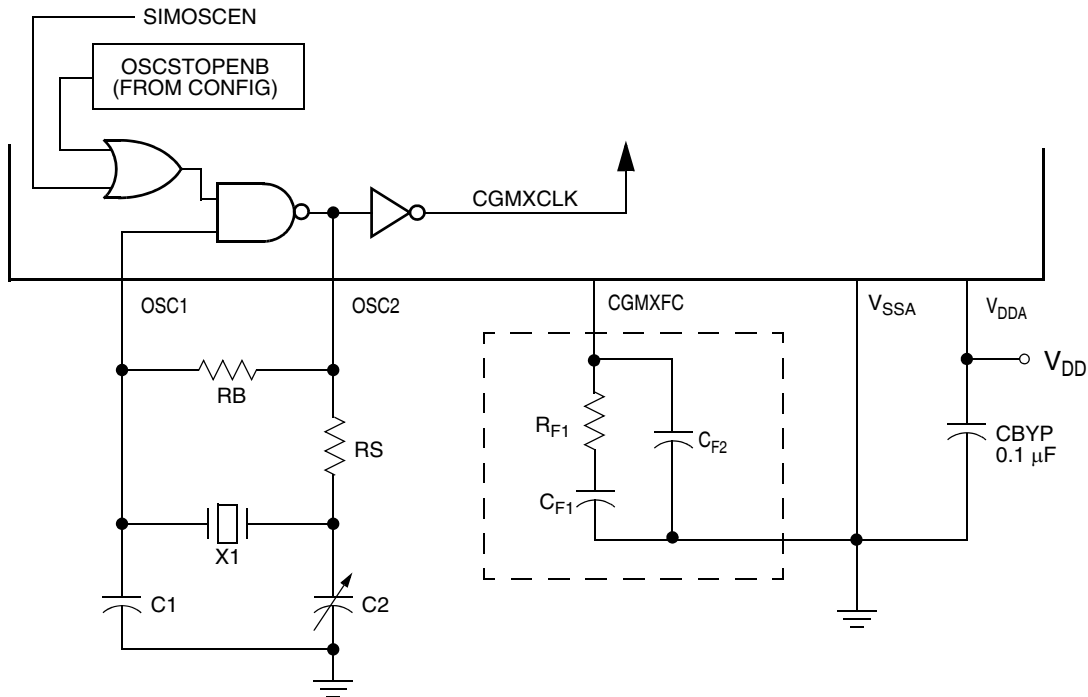 SIMOSCEN
OSCSTOPENB
(FROM CONFIG)
CGMXCLK
OSC1
OSC2
CGMXFC
VSSA
VDDA
VDD
RB
RS
RF1
CF2
CBYP
0.1 µF
CF1
X1
C1
C2